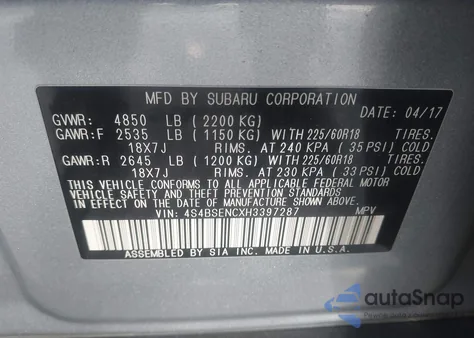 MFD BY SUBARU CORPORATION
GVWR: 4850 LB (2200 KG) DATE: 04/17
GAWR:F 2535 LB (1150 KG) WITH 225/60R18 TIRES.
18X7J RIMS. AT 240 KPA (35 PSI) COLD
GAWR:R 2645 LB (1200 KG) WITH 225/60R18 TIRES.
18X7J RIMS. AT 230 KPA (33 PSI) COLD
THIS VEHICLE CONFORMS TO ALL APPLICABLE FEDERAL MOTOR
VEHICLE SAFETY AND THEFT PREVENTION STANDARDS
IN EFFECT ON THE DATE OF MANUFACTURE SHOWN ABOVE.
VIN: 4S4BSENCXH3397287 MPV
ASSEMBLED BY SIA INC. MADE IN U.S.A.
autoSnap